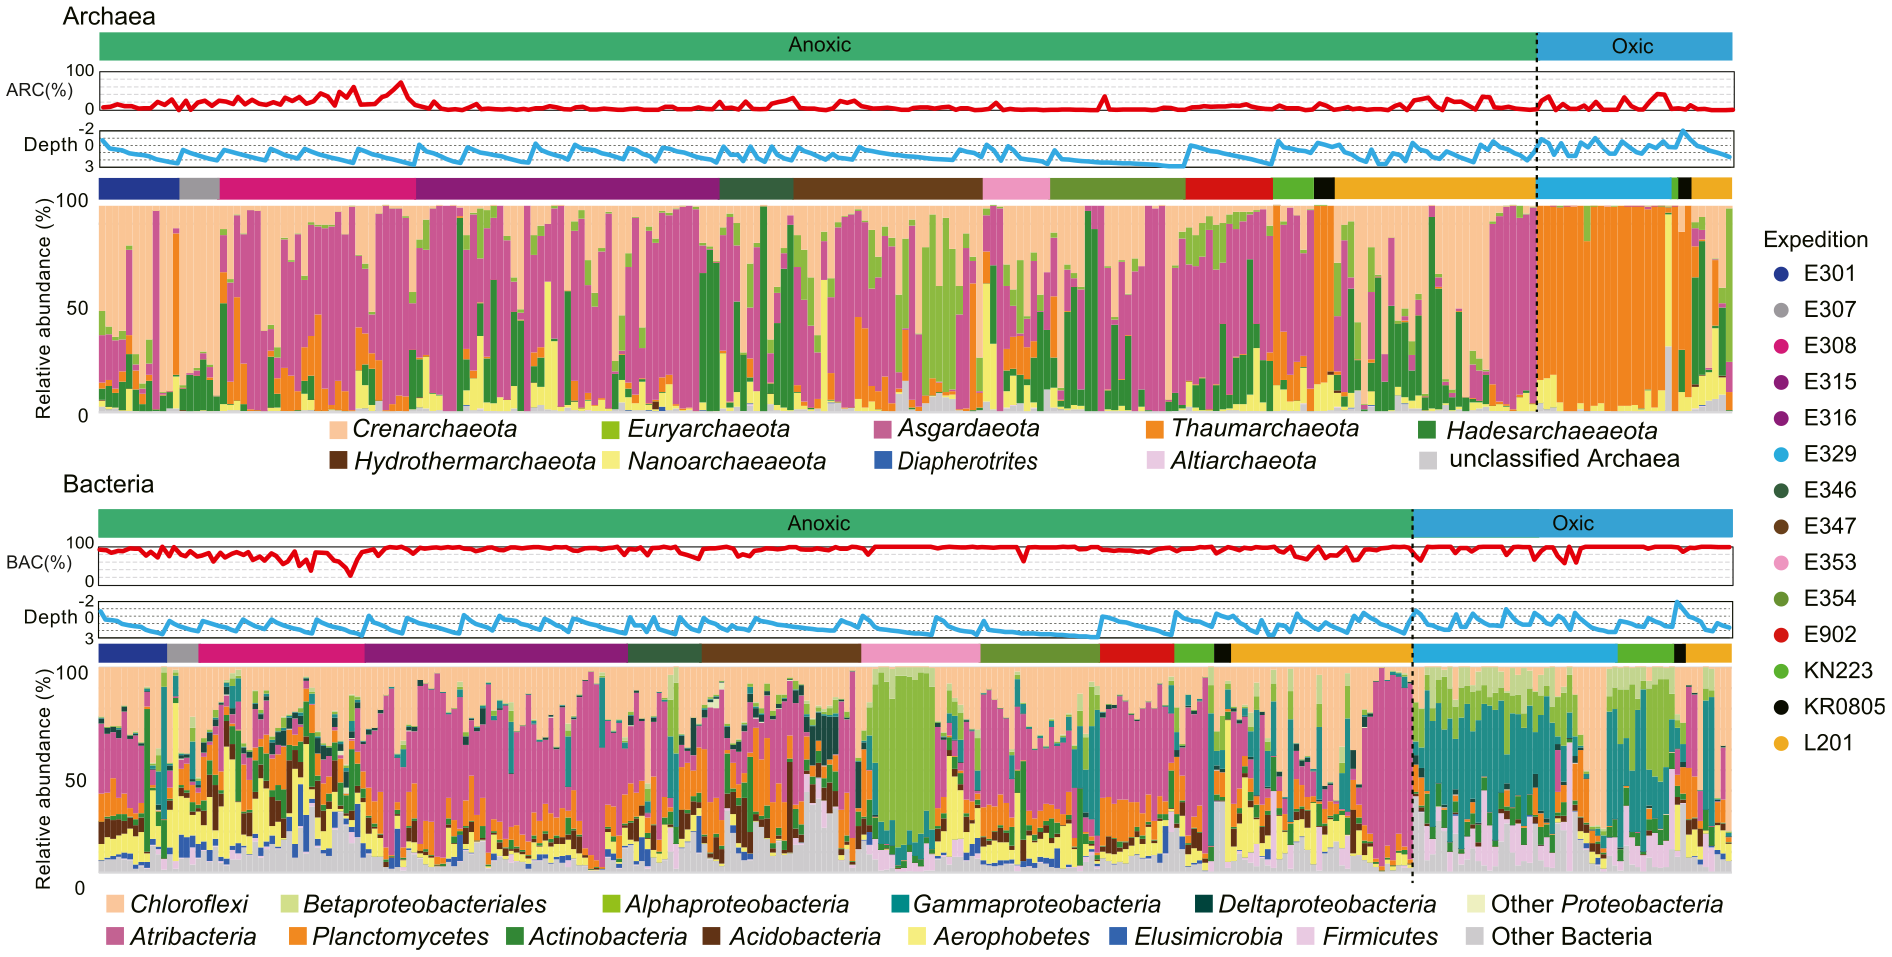 Archaea
Anoxic Oxic
100
ARC(%)
0
-2
Depth 0
3
100
50
0
Relative abundance (%)
Crenarchaeota Euryarchaeota Asgardaeota Thaumarchaeota Hadesarchaeaeota
Hydrothermarchaeota Nanoarchaeaeota Diapherotrites Altiarchaeota unclassified Archaea
Bacteria
Anoxic Oxic
100
BAC(%)
0
-2
Depth 0
3
100
50
0
Relative abundance (%)
Chloroflexi Betaproteobacteriales Alphaproteobacteria Gammaproteobacteria Deltaproteobacteria Other Proteobacteria
Atribacteria Planctomycetes Actinobacteria Acidobacteria Aerophobetes Elusimicrobia Firmicutes Other Bacteria
Expedition
E301
E307
E308
E315
E316
E329
E346
E347
E353
E354
E902
KN223
KR0805
L201